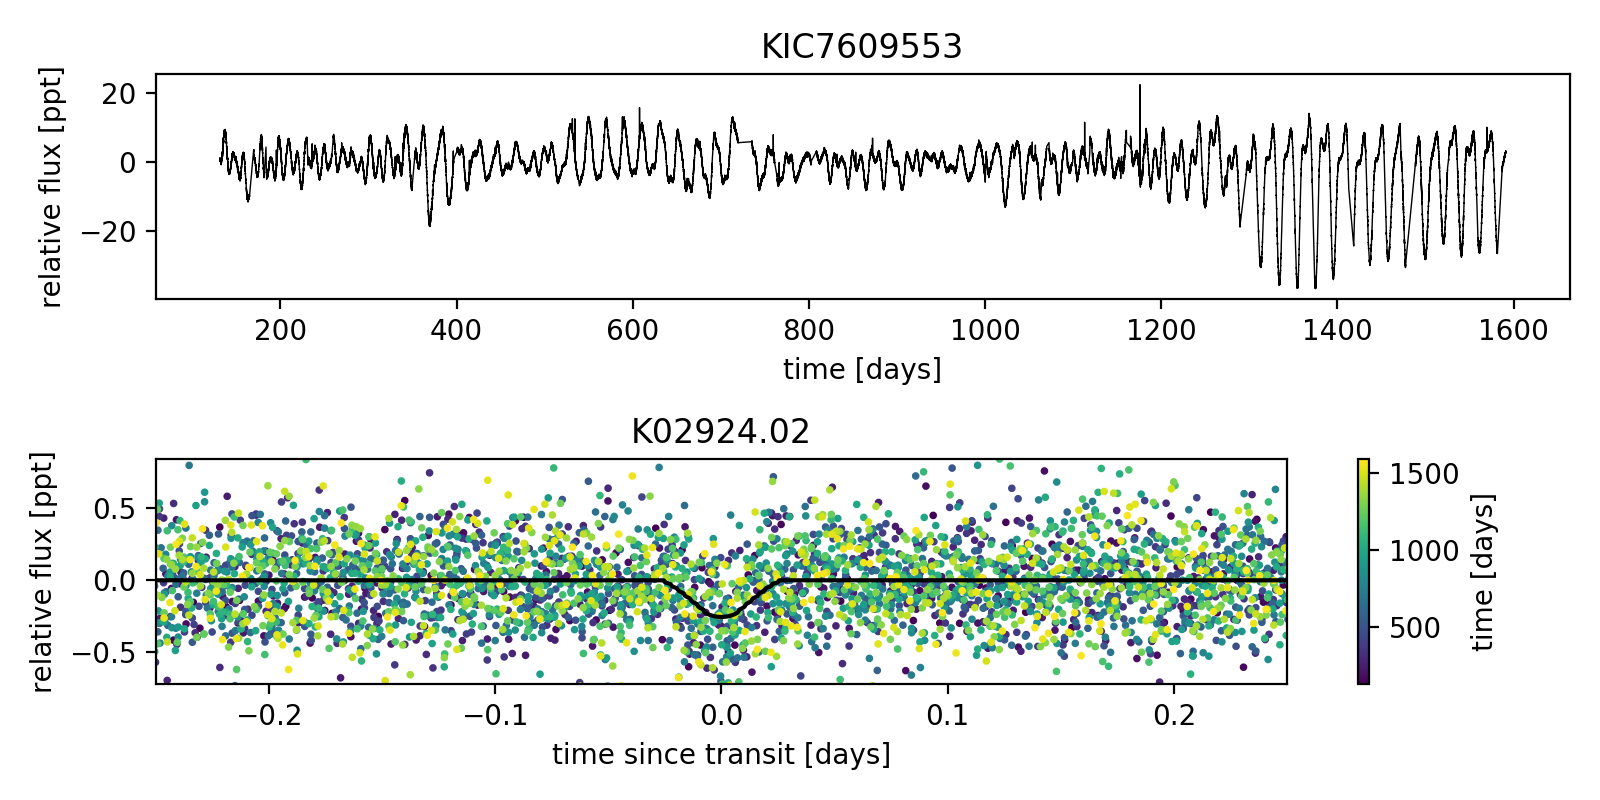 KIC7609553
relative flux [ppt]
20
0
−20
200 400 600 800 1000 1200 1400 1600
time [days]
K02924.02
relative flux [ppt]
0.5
0.0
−0.5
−0.2 −0.1 0.0 0.1 0.2
time since transit [days]
1500
1000
500
time [days]